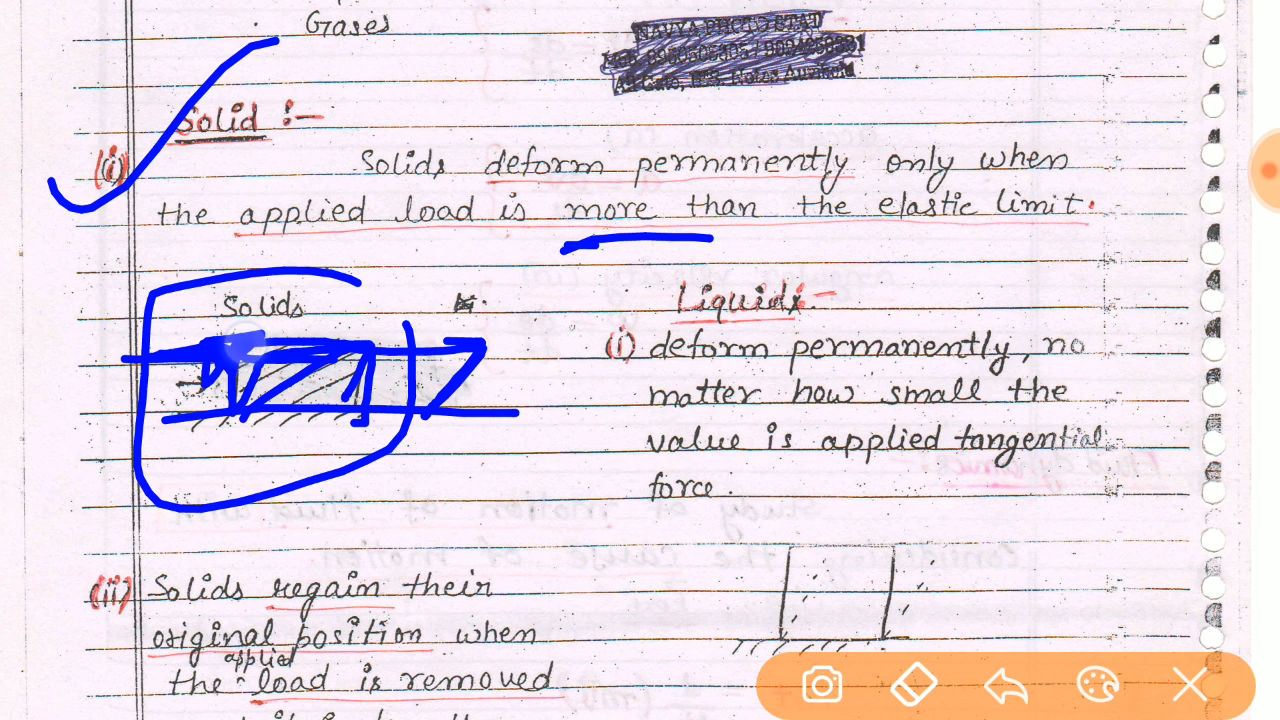 Gases
Solid :-
(i) Solids deform permanently only when
the applied load is more than the elastic limit.
Solids
Liquids:-
(i) deform permanently, no
matter how small the
value is applied tangential
force.
(ii) Solids regain their
original position when
the applied load is removed